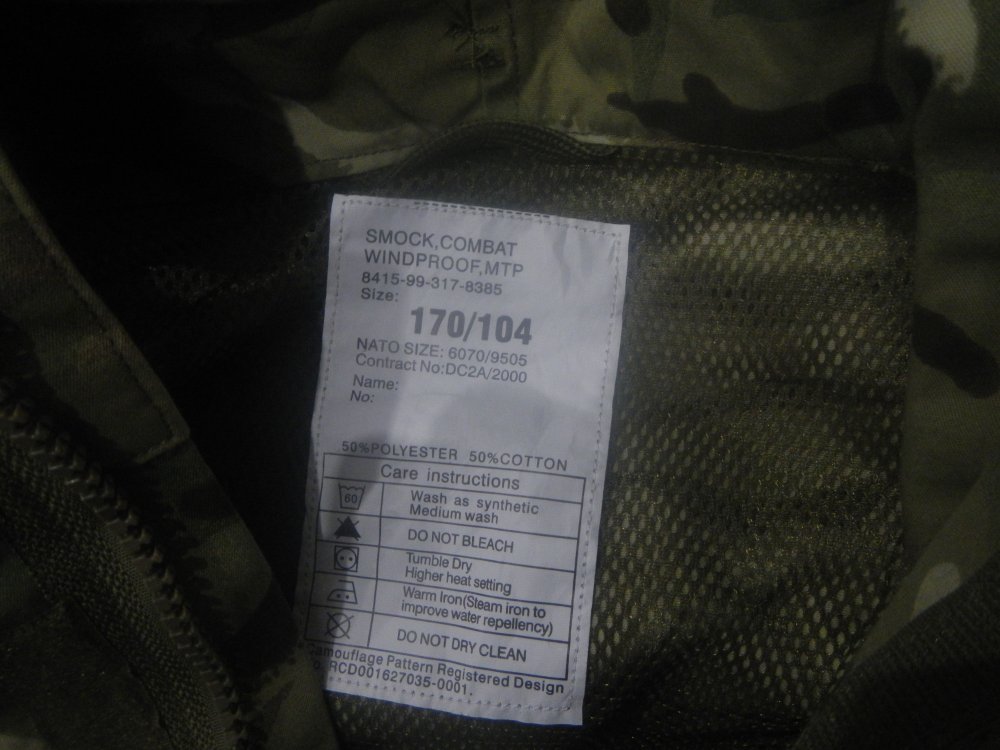 SMOCK,COMBAT
WINDPROOF,MTP
8415-99-317-8385
Size:
170/104
NATO SIZE: 6070/9505
Contract No:DC2A/2000
Name:
No:
50%POLYESTER 50%COTTON
Care instructions
60
Wash as synthetic
Medium wash
DO NOT BLEACH
Tumble Dry
Higher heat setting
Warm Iron(Steam iron to
improve water repellency)
DO NOT DRY CLEAN
Camouflage Pattern Registered Design
No. RCD001627035-0001.